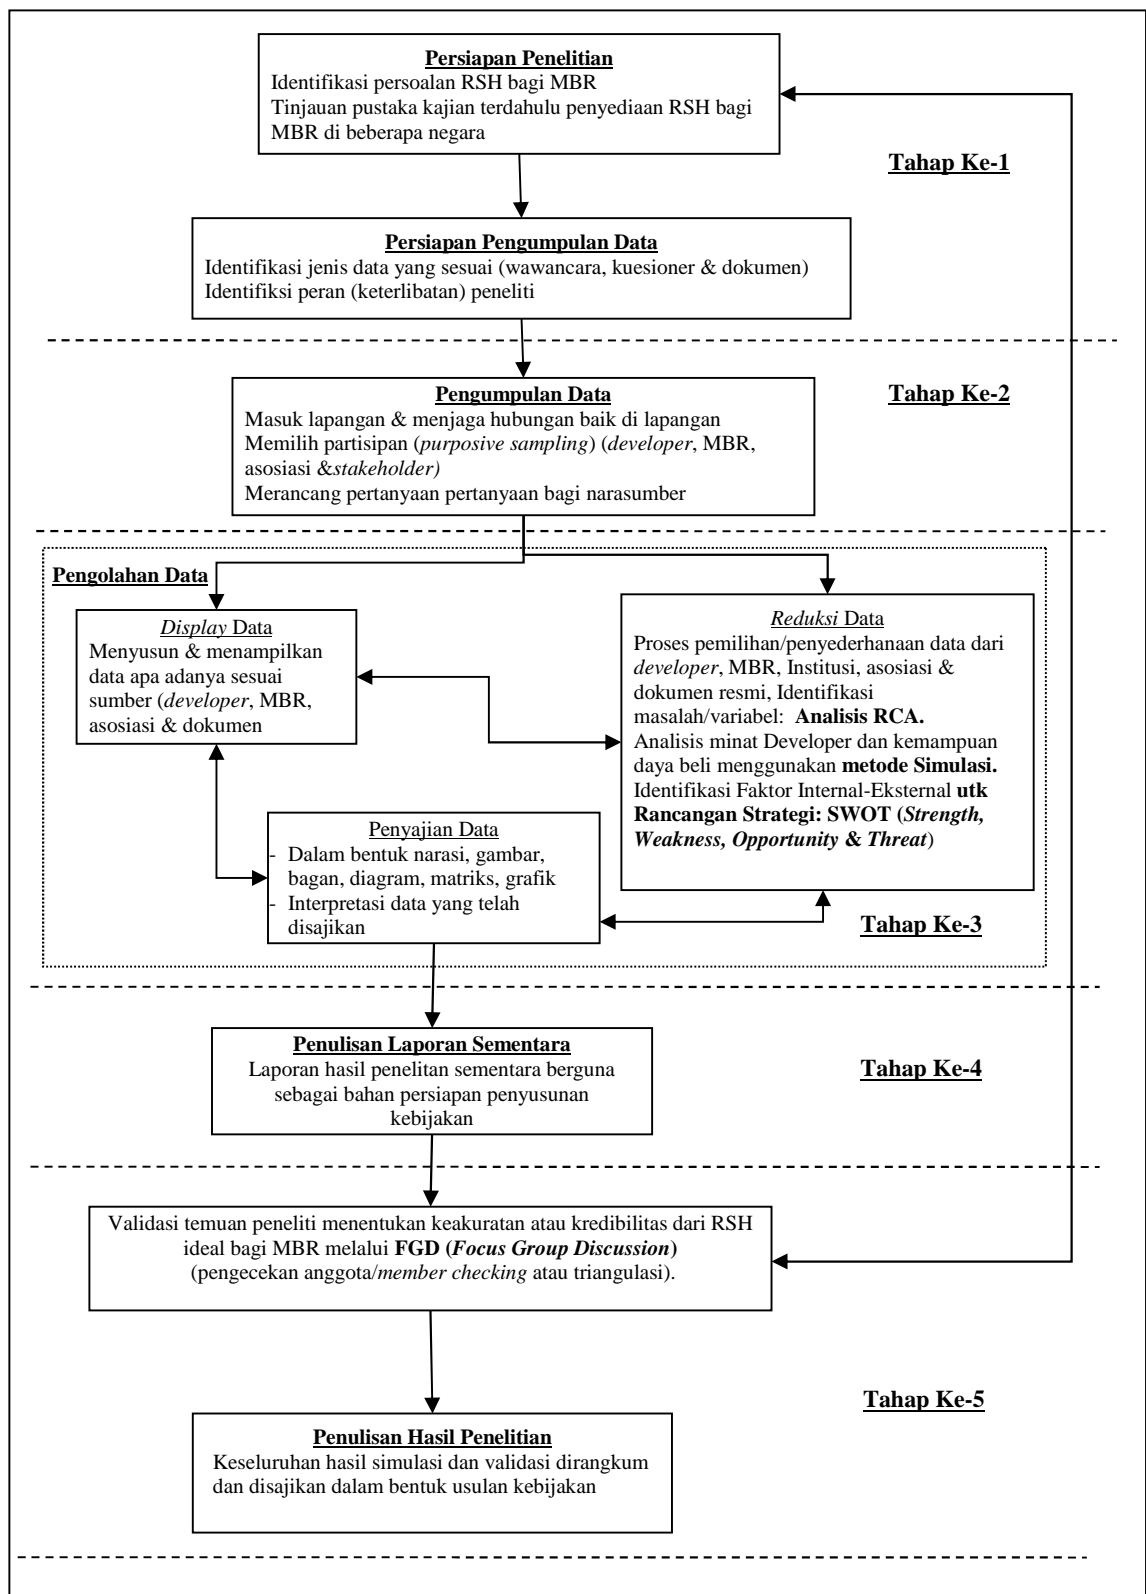 Persiapan Penelitian
Identifikasi persoalan RSH bagi MBR
Tinjauan pustaka kajian terdahulu penyediaan RSH bagi
MBR di beberapa negara
Tahap Ke-1
Persiapan Pengumpulan Data
Identifikasi jenis data yang sesuai (wawancara, kuesioner & dokumen)
Identifiksi peran (keterlibatan) peneliti
Pengumpulan Data
Masuk lapangan & menjaga hubungan baik di lapangan
Memilih partisipan (purposive sampling) (developer, MBR,
asosiasi &stakeholder)
Merancang pertanyaan pertanyaan bagi narasumber
Tahap Ke-2
Pengolahan Data
Display Data
Menyusun & menampilkan
data apa adanya sesuai
sumber (developer, MBR,
asosiasi & dokumen
Reduksi Data
Proses pemilihan/penyederhanaan data dari
developer, MBR, Institusi, asosiasi &
dokumen resmi, Identifikasi
masalah/variabel: Analisis RCA.
Analisis minat Developer dan kemampuan
daya beli menggunakan metode Simulasi.
Identifikasi Faktor Internal-Eksternal utk
Rancangan Strategi: SWOT (Strength,
Weakness, Opportunity & Threat)
Penyajian Data
- Dalam bentuk narasi, gambar,
bagan, diagram, matriks, grafik
- Interpretasi data yang telah
disajikan
Tahap Ke-3
Penulisan Laporan Sementara
Laporan hasil penelitan sementara berguna
sebagai bahan persiapan penyusunan
kebijakan
Tahap Ke-4
Validasi temuan peneliti menentukan keakuratan atau kredibilitas dari RSH
ideal bagi MBR melalui FGD (Focus Group Discussion)
(pengecekan anggota/member checking atau triangulasi).
Tahap Ke-5
Penulisan Hasil Penelitian
Keseluruhan hasil simulasi dan validasi dirangkum
dan disajikan dalam bentuk usulan kebijakan